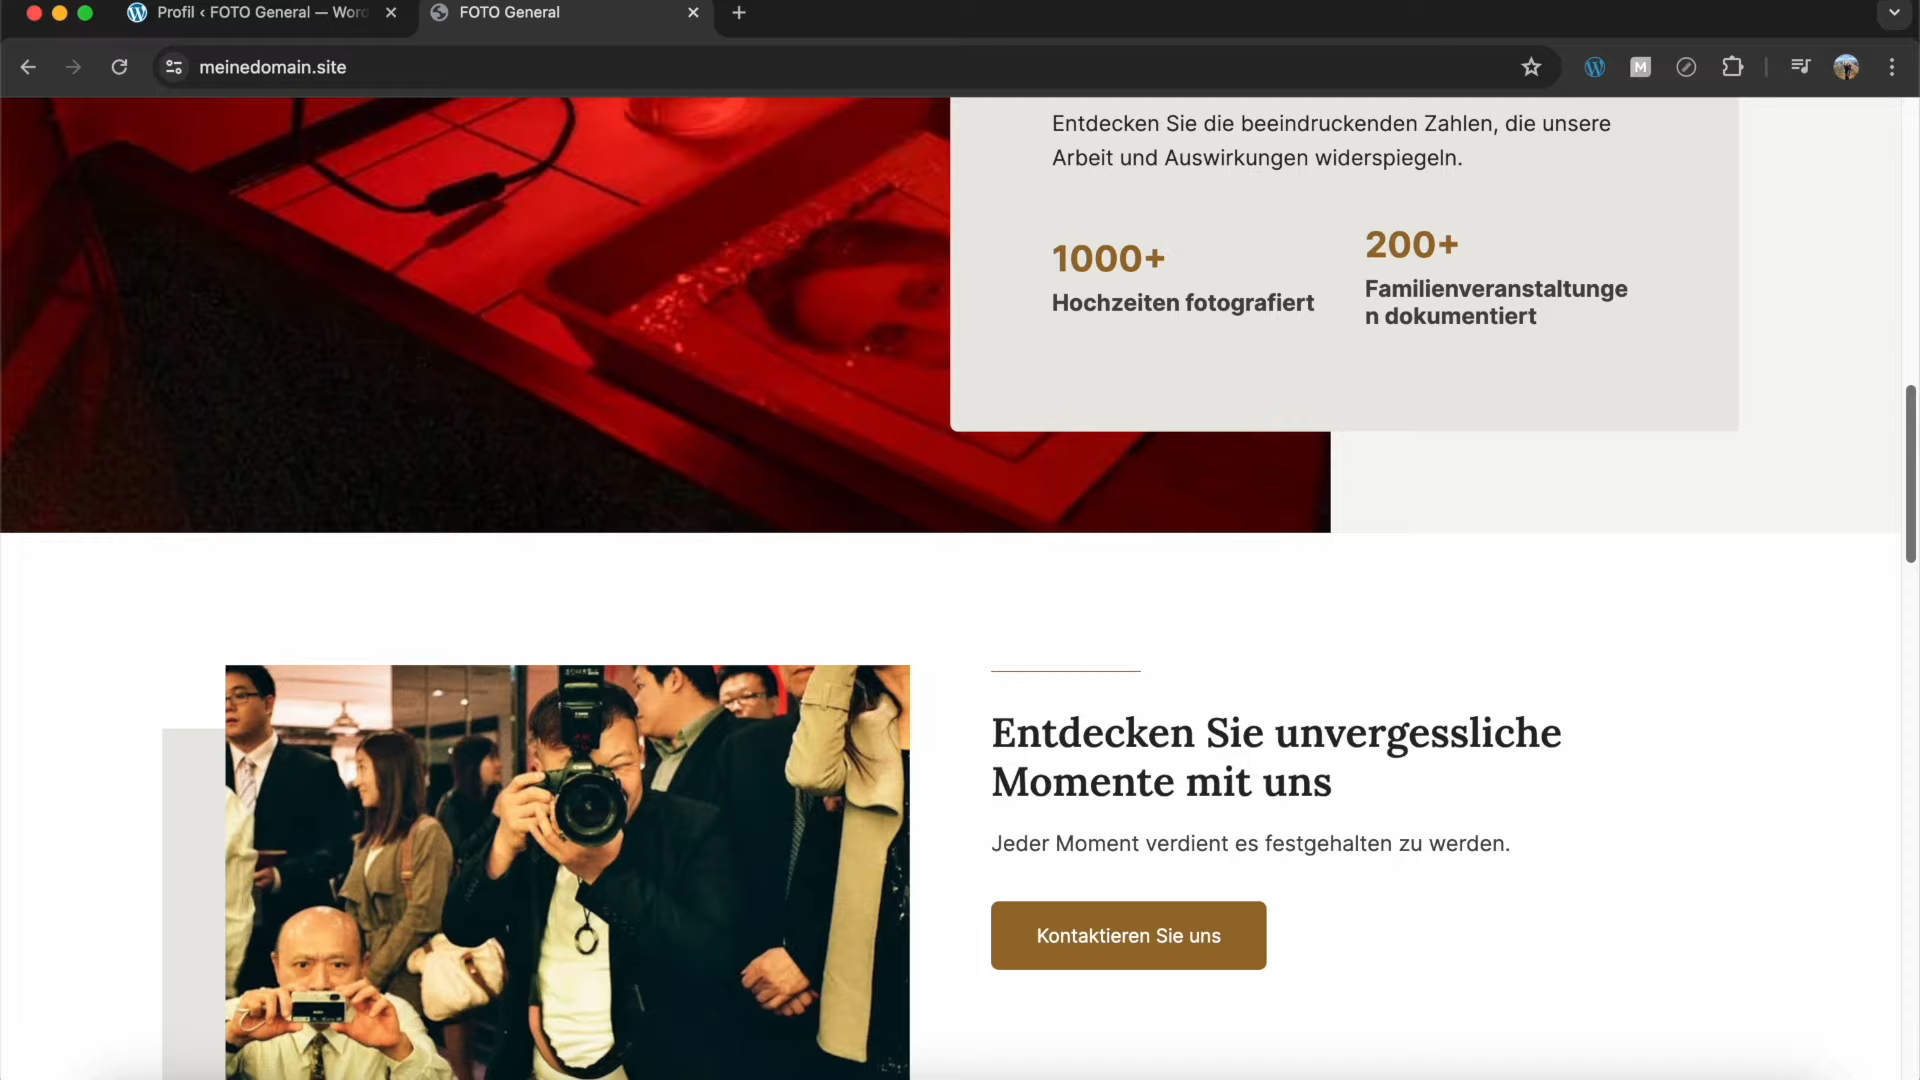 Profil ‹ FOTO General — Word
FOTO General
meinedomain.site
Entdecken Sie die beeindruckenden Zahlen, die unsere
Arbeit und Auswirkungen widerspiegeln.
1000+
Hochzeiten fotografiert
200+
Familienveranstaltunge
n dokumentiert
Entdecken Sie unvergessliche
Momente mit uns
Jeder Moment verdient es festgehalten zu werden.
Kontaktieren Sie uns